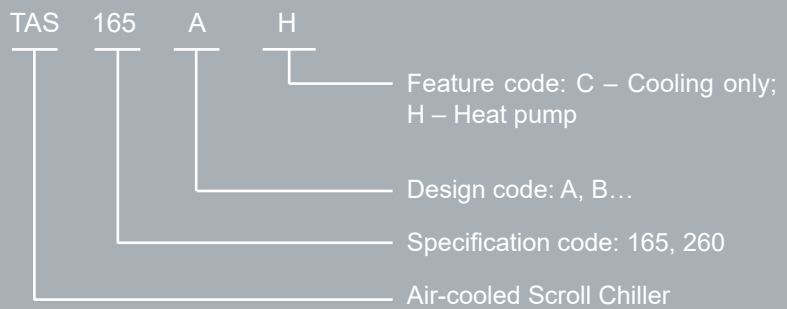 TAS 165 A H
Feature code: C – Cooling only;
H – Heat pump
Design code: A, B…
Specification code: 165, 260
Air-cooled Scroll Chiller